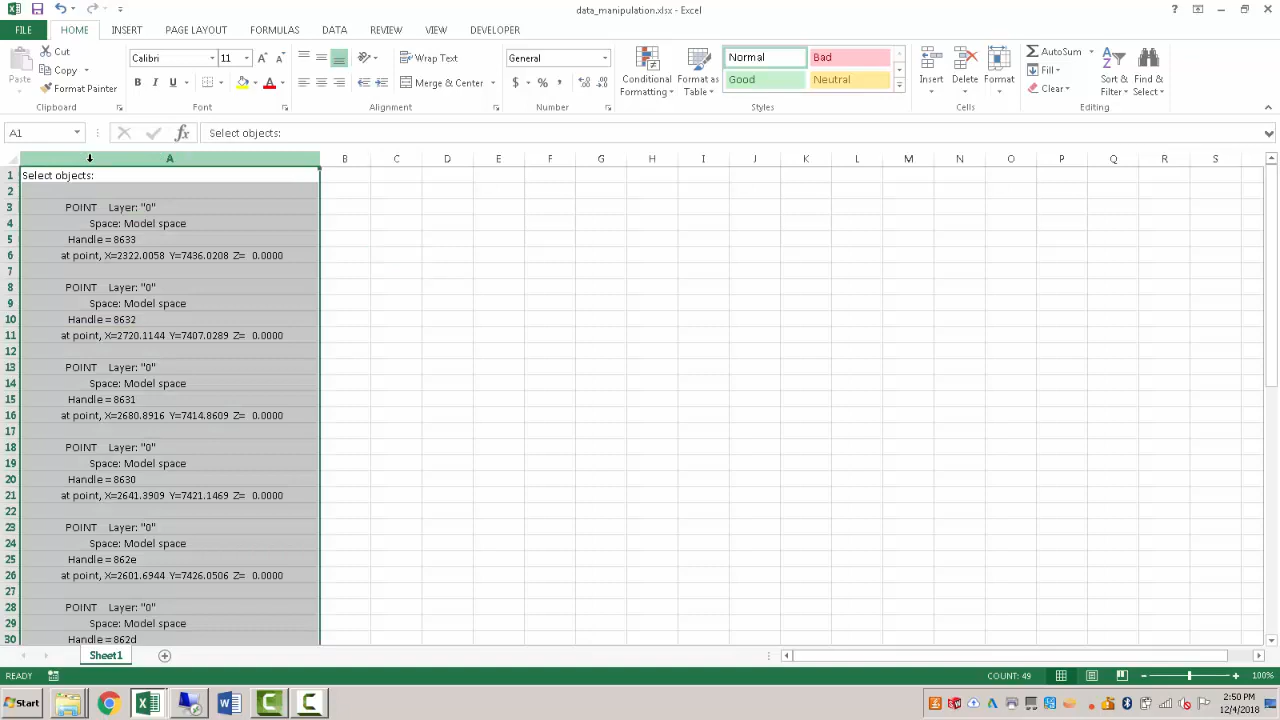 data_manipulation.xlsx - Excel
FILE HOME INSERT PAGE LAYOUT FORMULAS DATA REVIEW VIEW DEVELOPER
Paste
Cut
Copy
Format Painter
Clipboard
Calibri 11
B I U
Font
Wrap Text
Merge & Center
Alignment
General
$ % ,
Number
Conditional Formatting
Format as Table
Normal Bad
Good Neutral
Styles
Insert Delete Format
Cells
AutoSum
Fill
Clear
Sort & Filter
Find & Select
Editing
A1 fx Select objects:
A B C D E F G H I J K L M N O P Q R S
1 Select objects:
2
3 POINT Layer: "0"
4 Space: Model space
5 Handle = 8633
6 at point, X=2322.0058 Y=7436.0208 Z= 0.0000
7
8 POINT Layer: "0"
9 Space: Model space
10 Handle = 8632
11 at point, X=2720.1144 Y=7407.0289 Z= 0.0000
12
13 POINT Layer: "0"
14 Space: Model space
15 Handle = 8631
16 at point, X=2680.8916 Y=7414.8609 Z= 0.0000
17
18 POINT Layer: "0"
19 Space: Model space
20 Handle = 8630
21 at point, X=2641.3909 Y=7421.1469 Z= 0.0000
22
23 POINT Layer: "0"
24 Space: Model space
25 Handle = 862e
26 at point, X=2601.6944 Y=7426.0506 Z= 0.0000
27
28 POINT Layer: "0"
29 Space: Model space
30 Handle = 862d
Sheet1
READY COUNT: 49 100%
Start 2:50 PM
12/4/2018